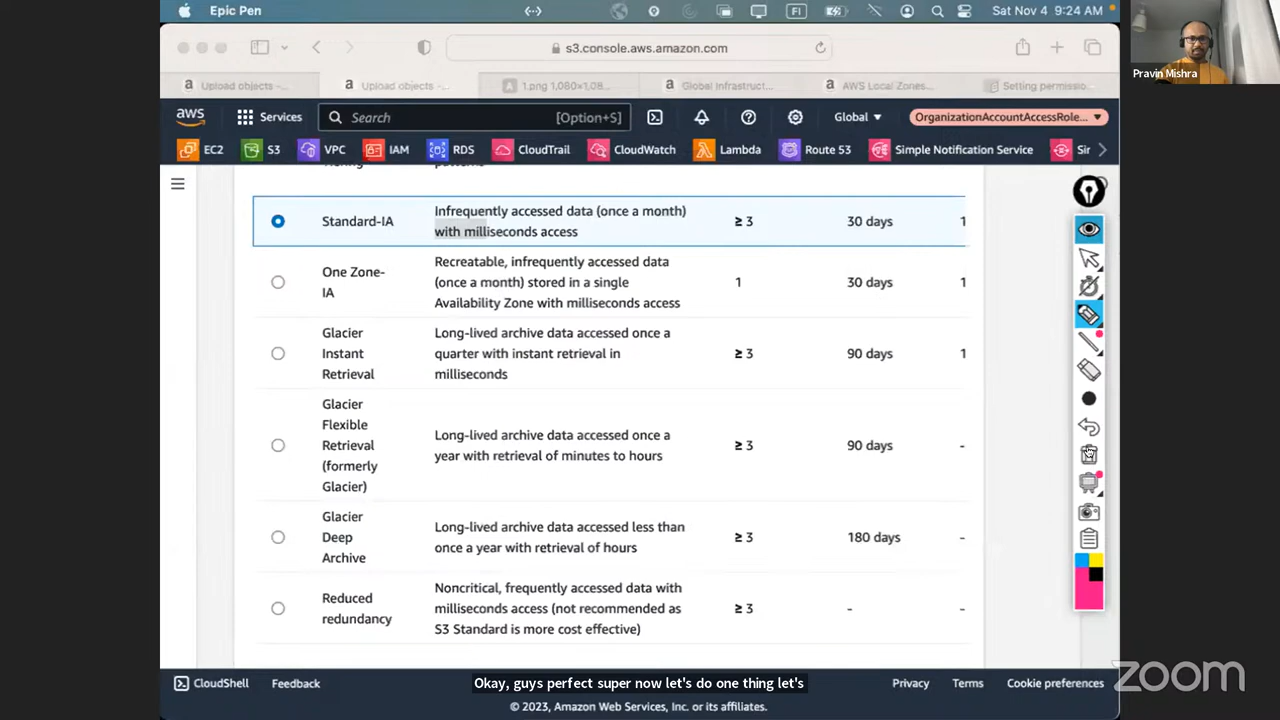 Epic Pen
Sat Nov 4 9:24 AM
s3.console.aws.amazon.com
Upload objects -...
Upload objects -...
1.png 1,080×1,08...
Global Infrastruct...
AWS Local Zones...
Setting permissio...
Pravin Mishra
aws
Services
Search
[Option+S]
Global
OrganizationAccountAccessRole...
EC2
S3
VPC
IAM
RDS
CloudTrail
CloudWatch
Lambda
Route 53
Simple Notification Service
Sir
patterns
Standard-IA
Infrequently accessed data (once a month)
with milliseconds access
≥ 3
30 days
1
One Zone-
IA
Recreatable, infrequently accessed data
(once a month) stored in a single
Availability Zone with milliseconds access
1
30 days
1
Glacier
Instant
Retrieval
Long-lived archive data accessed once a
quarter with instant retrieval in
milliseconds
≥ 3
90 days
1
Glacier
Flexible
Retrieval
(formerly
Glacier)
Long-lived archive data accessed once a
year with retrieval of minutes to hours
≥ 3
90 days
-
Glacier
Deep
Archive
Long-lived archive data accessed less than
once a year with retrieval of hours
≥ 3
180 days
-
Reduced
redundancy
Noncritical, frequently accessed data with
milliseconds access (not recommended as
S3 Standard is more cost effective)
≥ 3
-
-
CloudShell
Feedback
Okay, guys perfect super now let's do one thing let's
Privacy
Terms
Cookie preferences
© 2023, Amazon Web Services, Inc. or its affiliates.
zoom